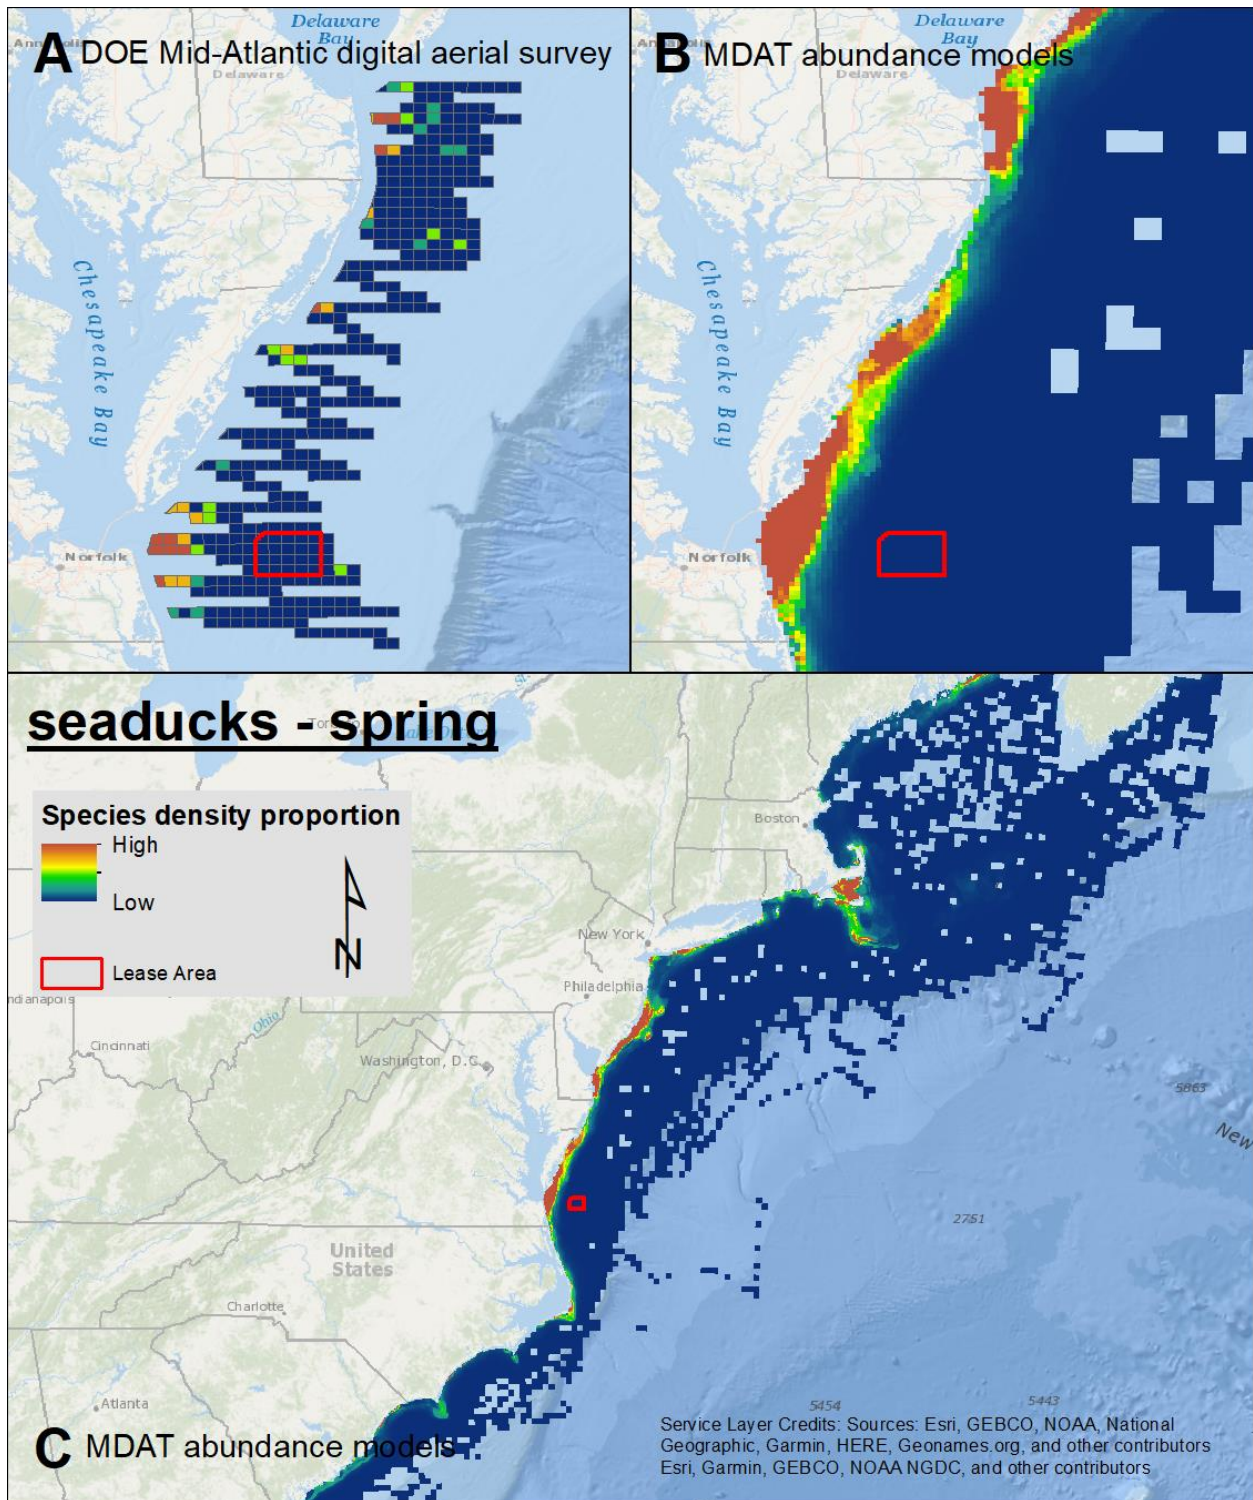 Delaware
Bay
A DOE Mid-Atlantic digital aerial survey
Delaware
Chesapeake Bay
Norfolk
Delaware
Bay
B MDAT abundance models
Delaware
Chesapeake Bay
Norfolk
seaducks - spring
Species density proportion
High
Low
N
Lease Area
Boston
New York
Philadelphia
ndianapolis
Ohio
Cincinnati
Washington, D.C.
5863
New
2751
United
States
Charlotte
Atlanta
5454
5443
C MDAT abundance models
Service Layer Credits: Sources: Esri, GEBCO, NOAA, National
Geographic, Garmin, HERE, Geonames.org, and other contributors
Esri, Garmin, GEBCO, NOAA NGDC, and other contributors